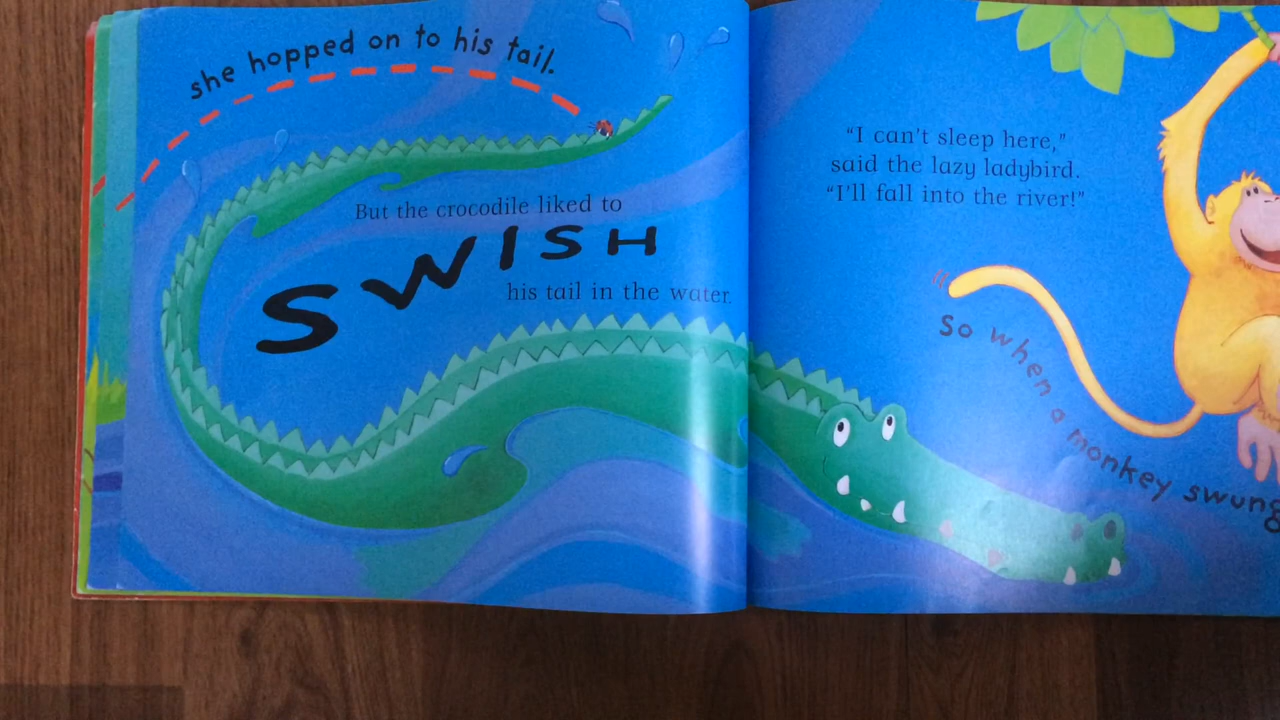 she hopped on to his tail.
But the crocodile liked to
SWISH
his tail in the water.
“I can't sleep here,”
said the lazy ladybird.
“I'll fall into the river!”
So when a monkey swung